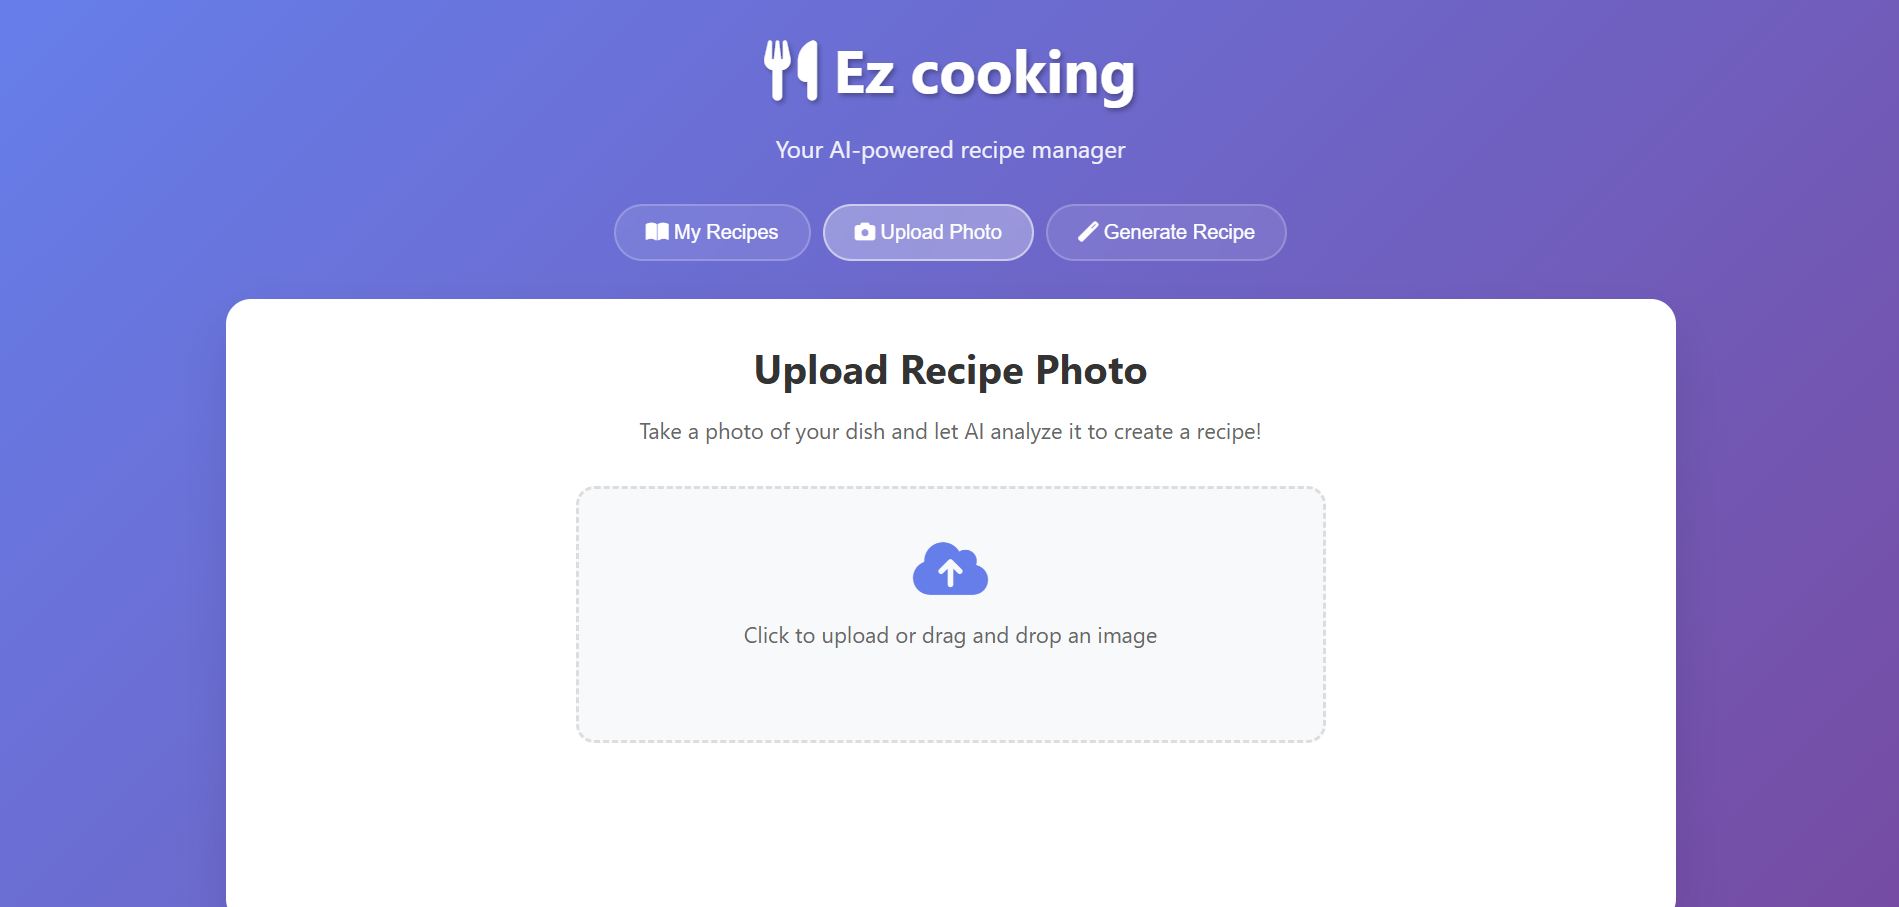 Ez cooking
Your AI-powered recipe manager
My Recipes
Upload Photo
Generate Recipe
Upload Recipe Photo
Take a photo of your dish and let AI analyze it to create a recipe!
Click to upload or drag and drop an image